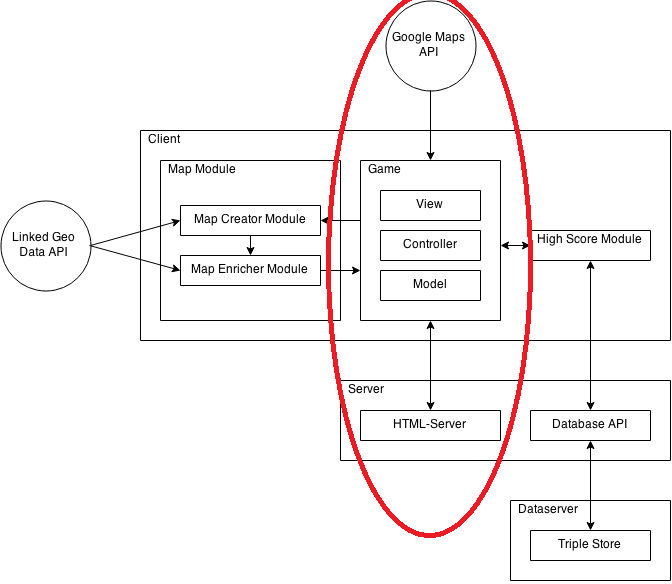 Google Maps
API
Client
Map Module
Game
View
Map Creator Module
Linked Geo
Data API
Controller
High Score Module
Map Enricher Module
Model
Server
HTML-Server
Database API
Dataserver
Triple Store